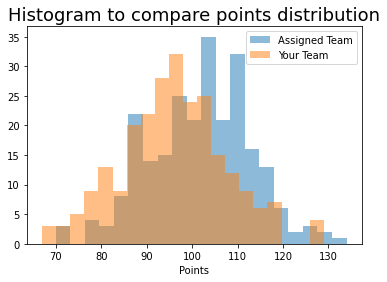 Histogram to compare points distribution
Assigned Team
Your Team
35
30
25
20
15
10
5
0
70 80 90 100 110 120 130
Points